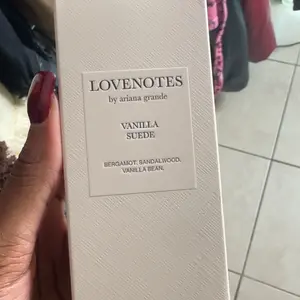 LOVENOTES
by ariana grande
VANILLA
SUEDE
BERGAMOT. SANDALWOOD.
VANILLA BEAN.